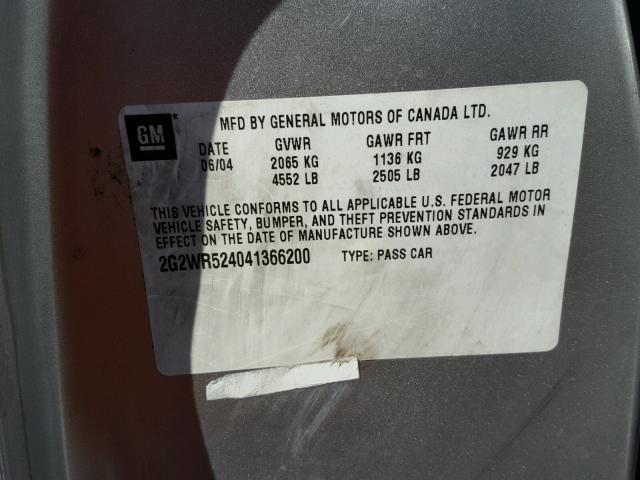 GM
MFD BY GENERAL MOTORS OF CANADA LTD.
DATE GVWR GAWR FRT GAWR RR
06/04 2065 KG 1136 KG 929 KG
4552 LB 2505 LB 2047 LB
THIS VEHICLE CONFORMS TO ALL APPLICABLE U.S. FEDERAL MOTOR
VEHICLE SAFETY, BUMPER, AND THEFT PREVENTION STANDARDS IN
EFFECT ON THE DATE OF MANUFACTURE SHOWN ABOVE.
2G2WR524041366200 TYPE: PASS CAR